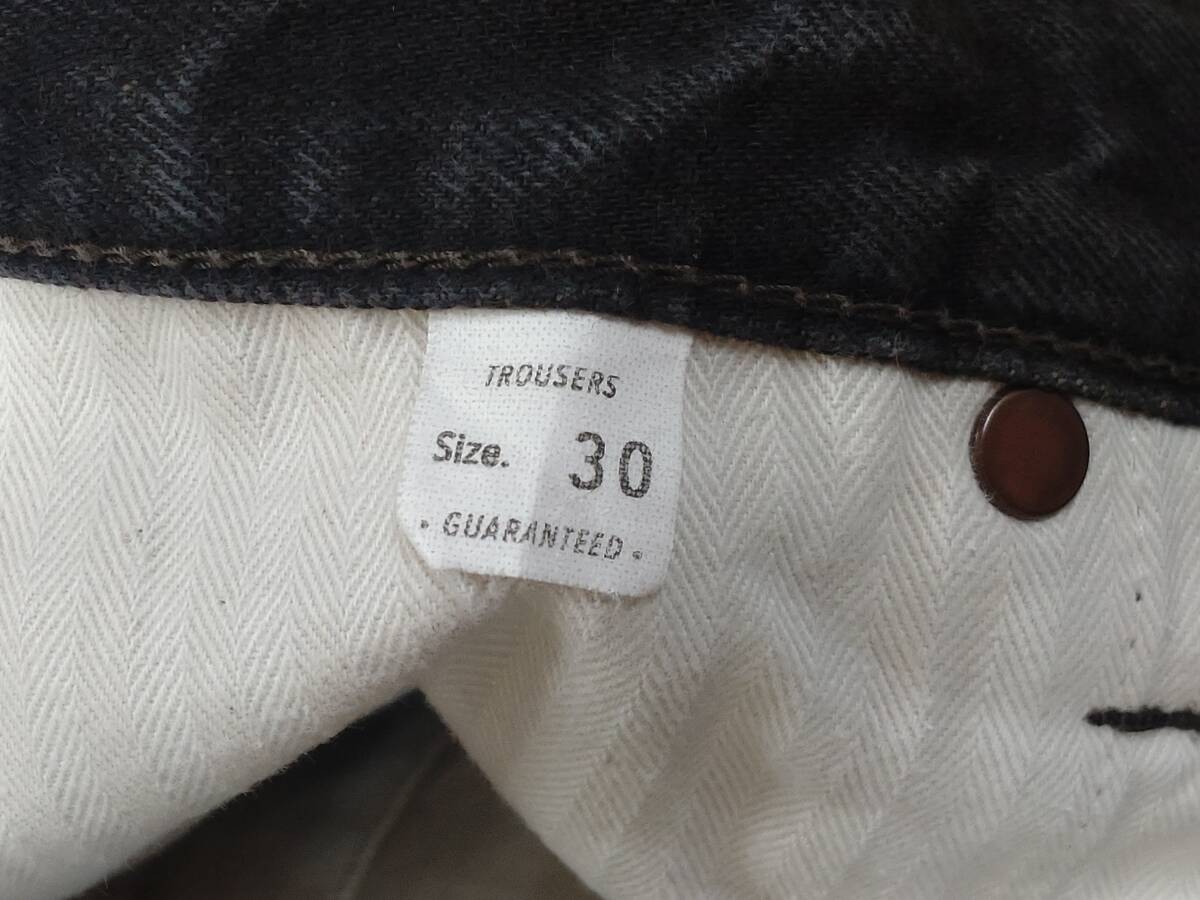 TROUSERS
Size. 30
• GUARANTEED •